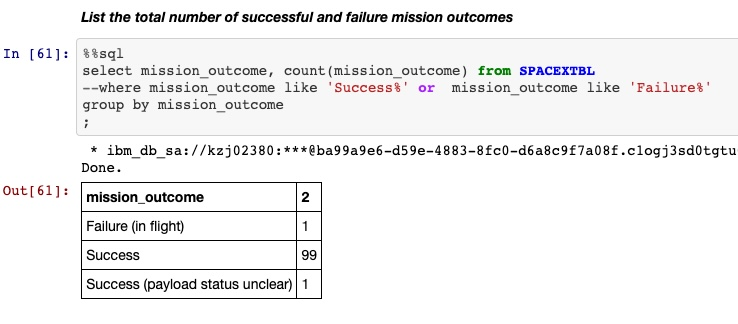 List the total number of successful and failure mission outcomes
In [61]: %%sql
select mission_outcome, count(mission_outcome) from SPACEXTBL
--where mission_outcome like 'Success%' or  mission_outcome like 'Failure%'
group by mission_outcome
;
* ibm_db_sa://kzj02380:***@ba99a9e6-d59e-4883-8fc0-d6a8c9f7a08f.c1ogj3sd0tgtu
Done.
Out[61]: mission_outcome 2
Failure (in flight) 1
Success 99
Success (payload status unclear) 1